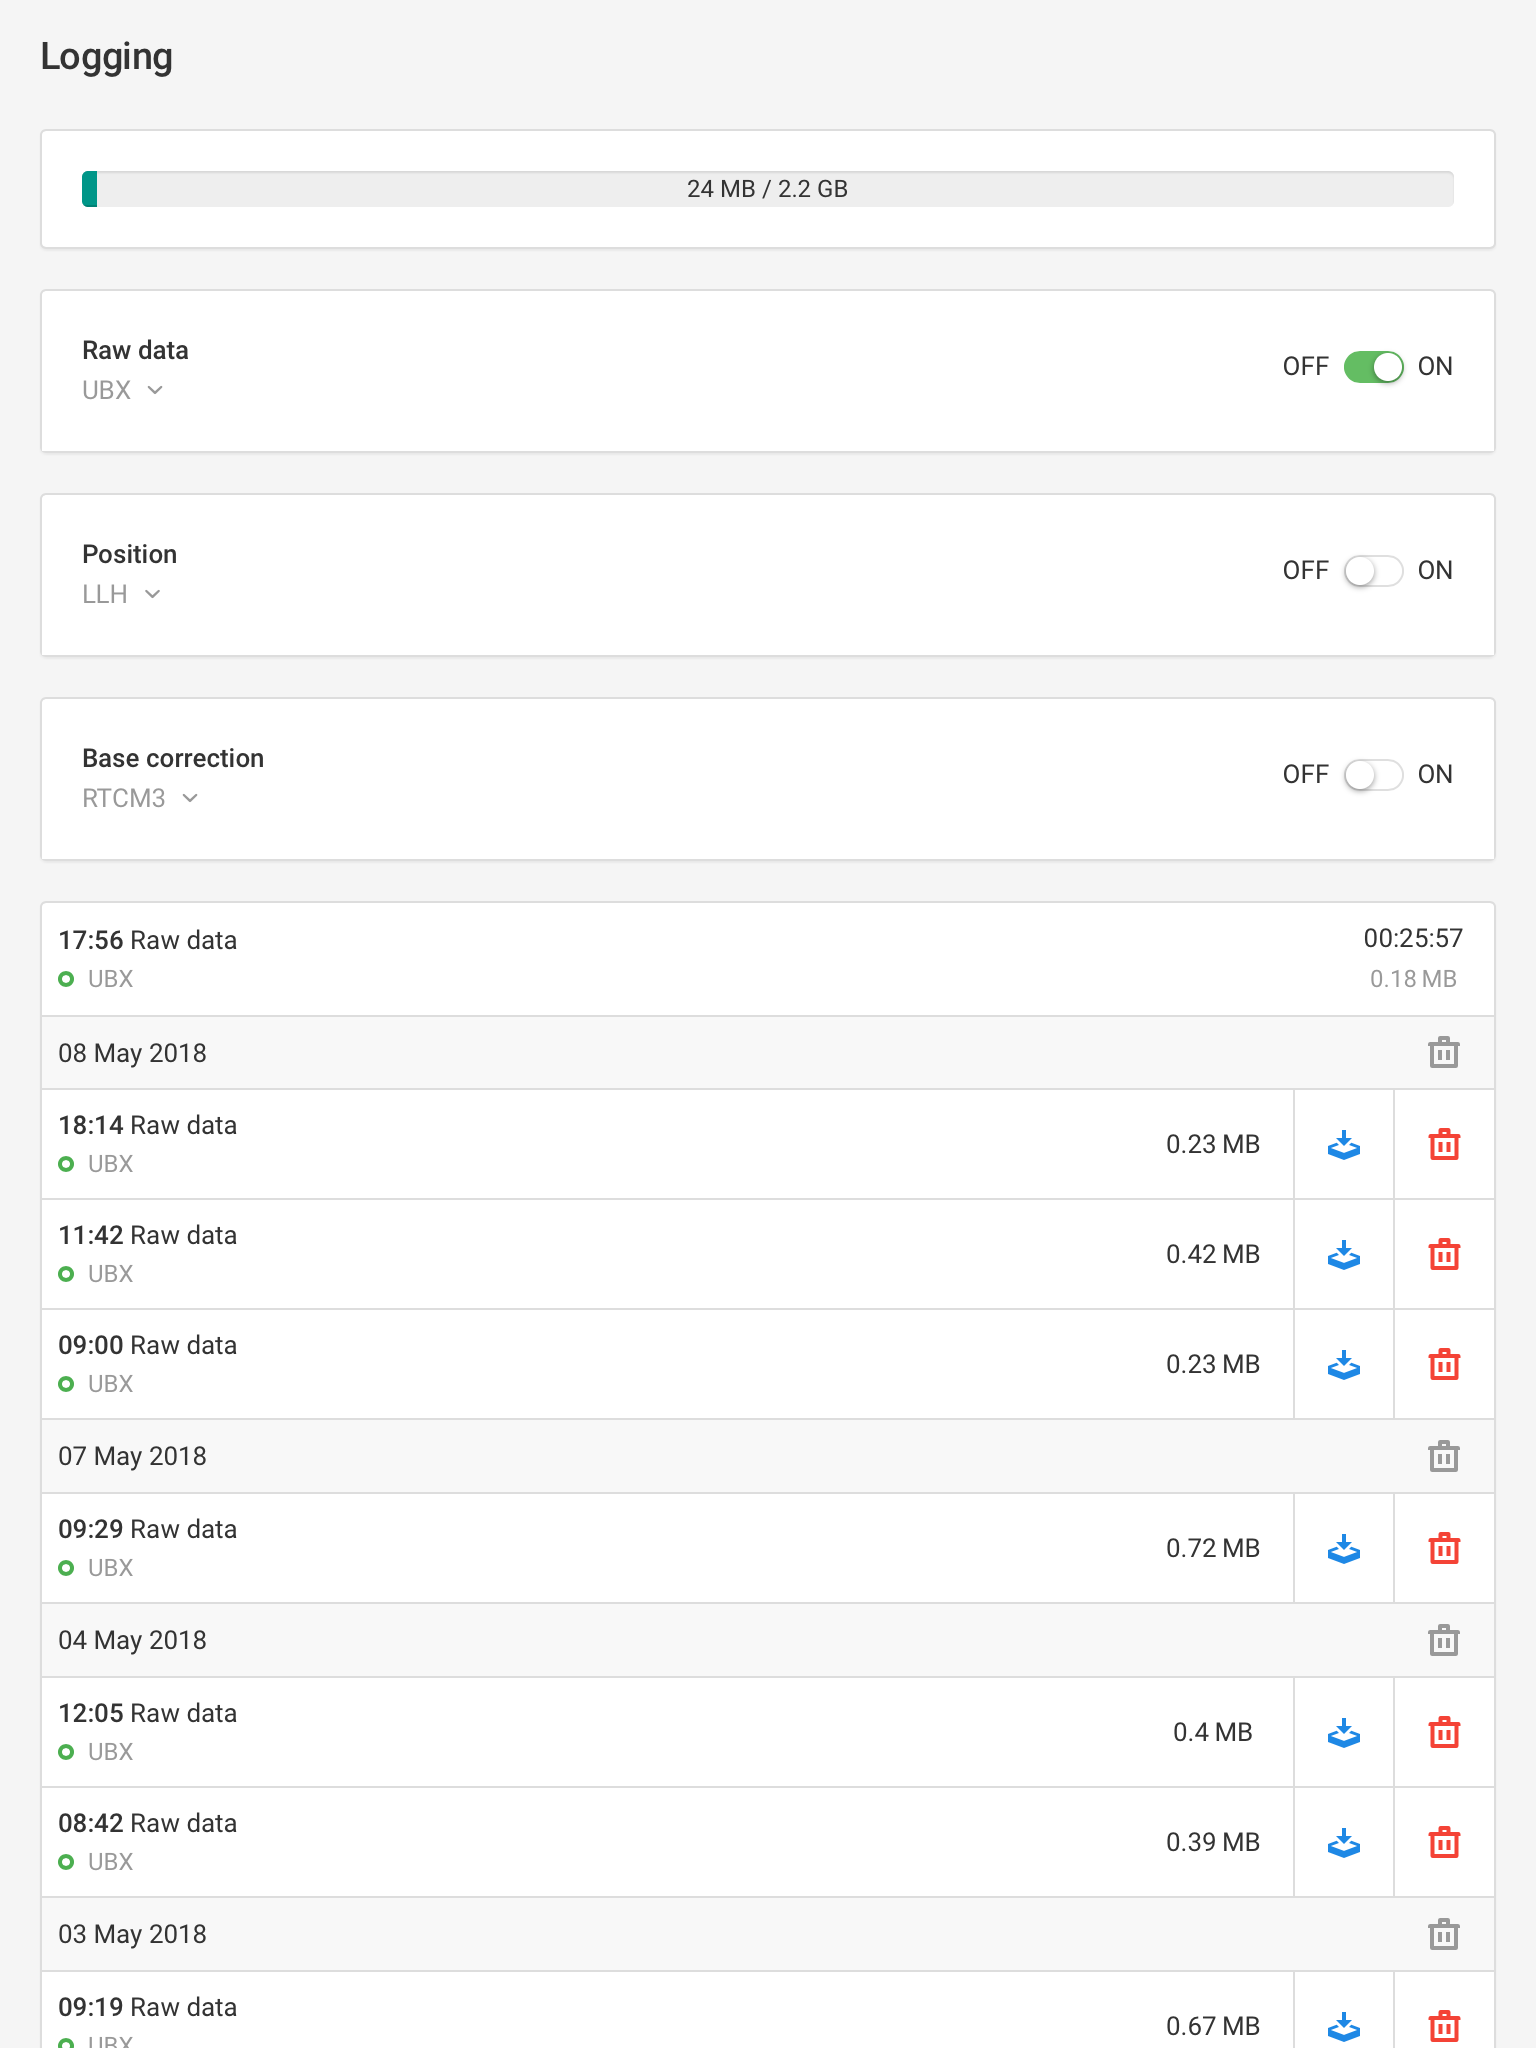 Logging
24 MB / 2.2 GB
Raw data
UBX
OFF ON
Position
LLH
OFF ON
Base correction
RTCM3
OFF ON
17:56 Raw data
00:25:57
UBX
0.18 MB
08 May 2018
18:14 Raw data
UBX
0.23 MB
11:42 Raw data
UBX
0.42 MB
09:00 Raw data
UBX
0.23 MB
07 May 2018
09:29 Raw data
UBX
0.72 MB
04 May 2018
12:05 Raw data
UBX
0.4 MB
08:42 Raw data
UBX
0.39 MB
03 May 2018
09:19 Raw data
UBX
0.67 MB